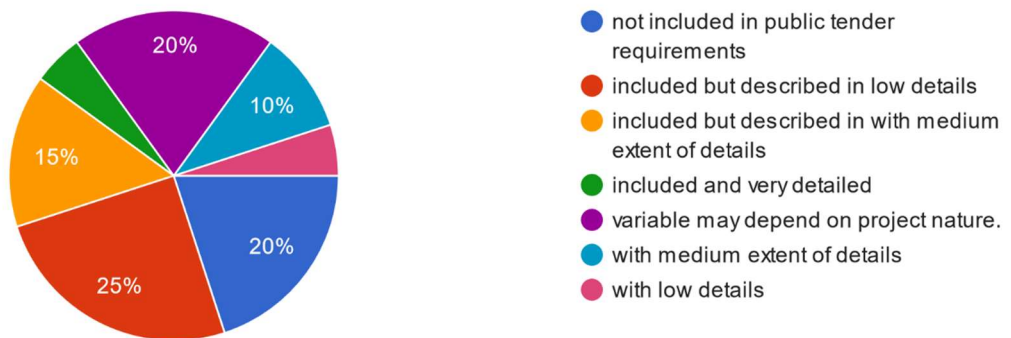 20%
10%
15%
20%
25%
not included in public tender
requirements
included but described in low details
included but described in with medium
extent of details
included and very detailed
variable may depend on project nature.
with medium extent of details
with low details